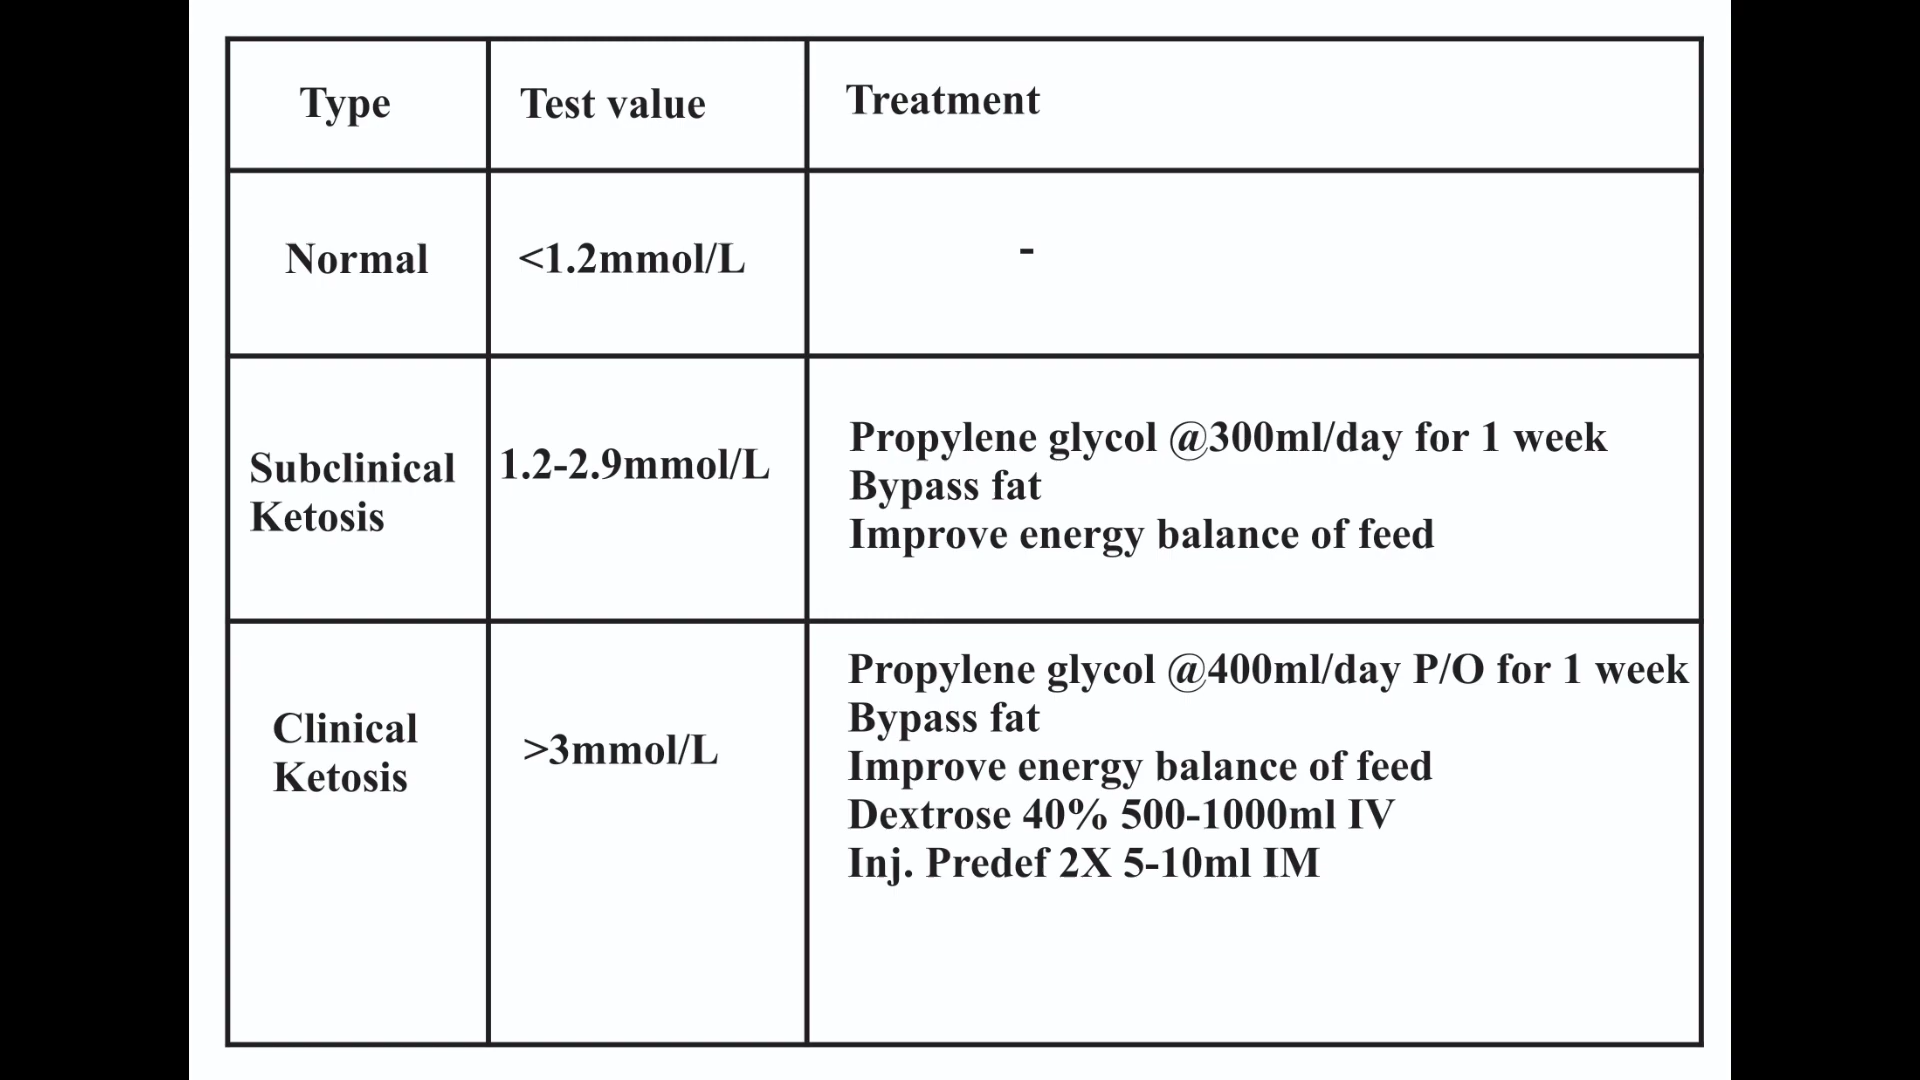 Type
Test value
Treatment
Normal
<1.2mmol/L
-
Subclinical
Ketosis
1.2-2.9mmol/L
Propylene glycol @300ml/day for 1 week
Bypass fat
Improve energy balance of feed
Clinical
Ketosis
>3mmol/L
Propylene glycol @400ml/day P/O for 1 week
Bypass fat
Improve energy balance of feed
Dextrose 40% 500-1000ml IV
Inj. Predef 2X 5-10ml IM